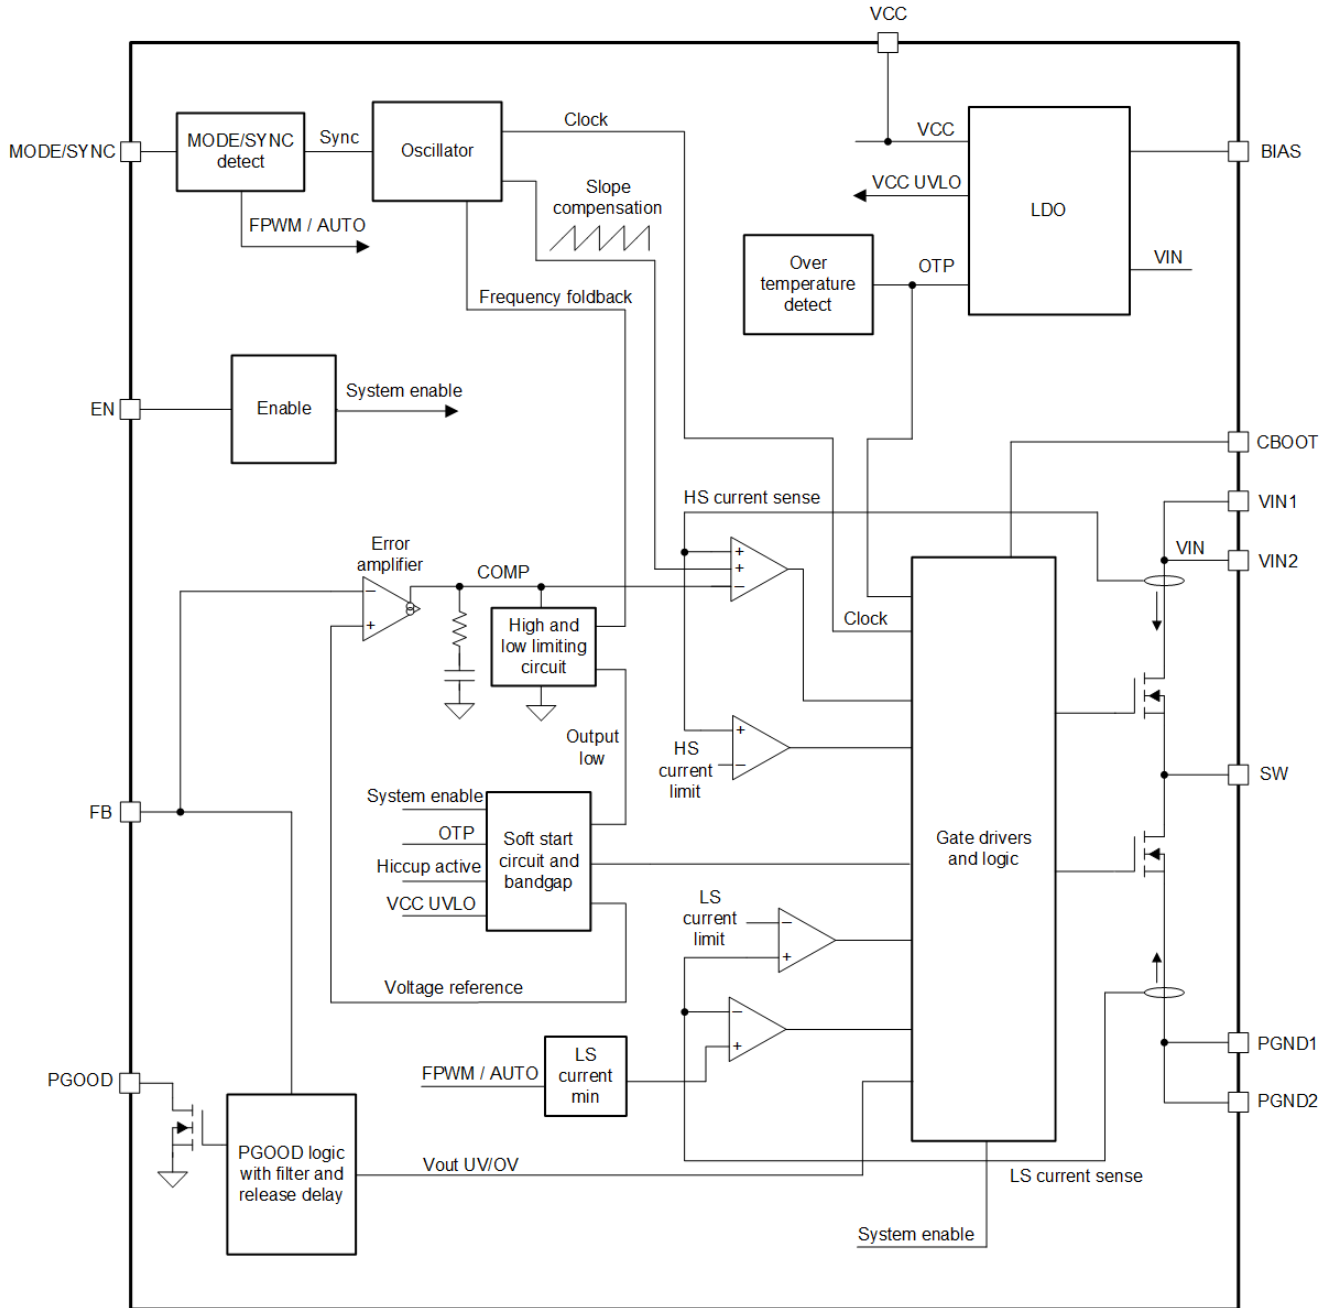 VCC
MODE/SYNC
MODE/SYNC
detect
Sync
Oscillator
Clock
FPWM / AUTO
Slope
compensation
Frequency foldback
VCC
VCC UVLO
LDO
BIAS
VIN
Over
temperature
detect
OTP
EN
Enable
System enable
CBOOT
VIN1
VIN
VIN2
HS current sense
Error
amplifier
COMP
−
+
High and
low limiting
circuit
+
+
−
Clock
Output
low
+
−
HS
current
limit
SW
FB
System enable
OTP
Hiccup active
VCC UVLO
Soft start
circuit and
bandgap
Gate drivers
and logic
LS
current
limit
−
+
Voltage reference
−
+
FPWM / AUTO
LS
current
min
PGND1
PGND2
PGOOD
PGOOD logic
with filter and
release delay
Vout UV/OV
LS current sense
System enable